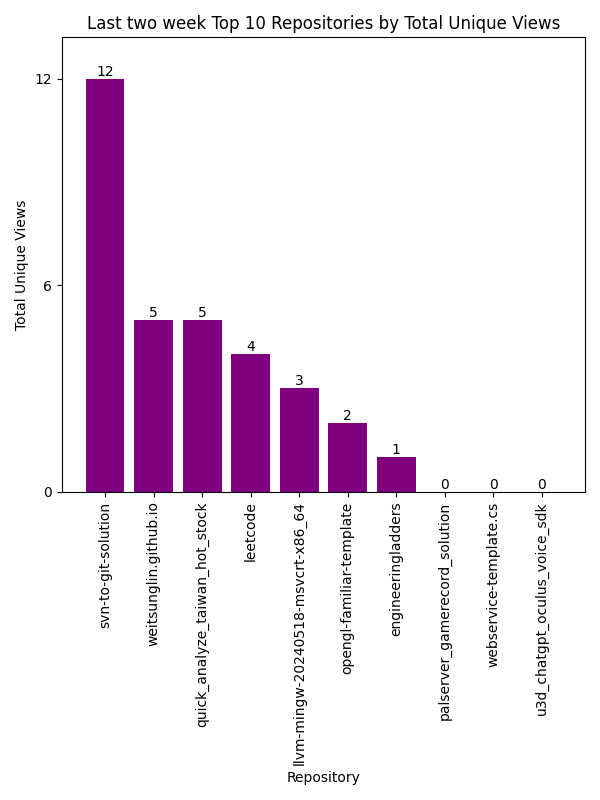 Last two week Top 10 Repositories by Total Unique Views
Total Unique Views
12
6
0
12
5
5
4
3
2
1
0
0
0
svn-to-git-solution
weitsunglin.github.io
quick_analyze_taiwan_hot_stock
leetcode
llvm-mingw-20240518-msvcrt-x86_64
opengl-familiar-template
engineeringladders
palserver_gamerecord_solution
webservice-template.cs
u3d_chatgpt_oculus_voice_sdk
Repository